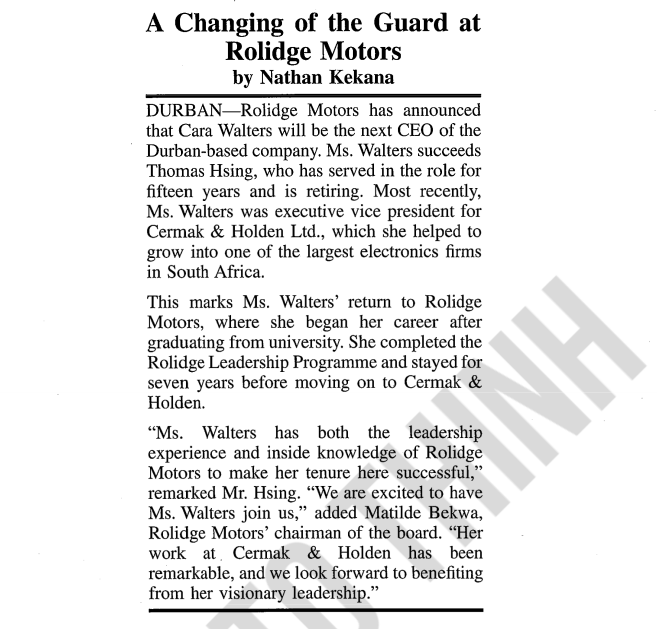 A Changing of the Guard at
Rolidge Motors
by Nathan Kekana
DURBAN—Rolidge Motors has announced
that Cara Walters will be the next CEO of the
Durban-based company. Ms. Walters succeeds
Thomas Hsing, who has served in the role for
fifteen years and is retiring. Most recently,
Ms. Walters was executive vice president for
Cermak & Holden Ltd., which she helped to
grow into one of the largest electronics firms
in South Africa.
This marks Ms. Walters’ return to Rolidge
Motors, where she began her career after
graduating from university. She completed the
Rolidge Leadership Programme and stayed for
seven years before moving on to Cermak &
Holden.
“Ms. Walters has both the leadership
experience and inside knowledge of Rolidge
Motors to make her tenure here successful,”
remarked Mr. Hsing. “We are excited to have
Ms. Walters join us,” added Matilde Bekwa,
Rolidge Motors’ chairman of the board. “Her
work at Cermak & Holden has been
remarkable, and we look forward to benefiting
from her visionary leadership.”
TO THINH